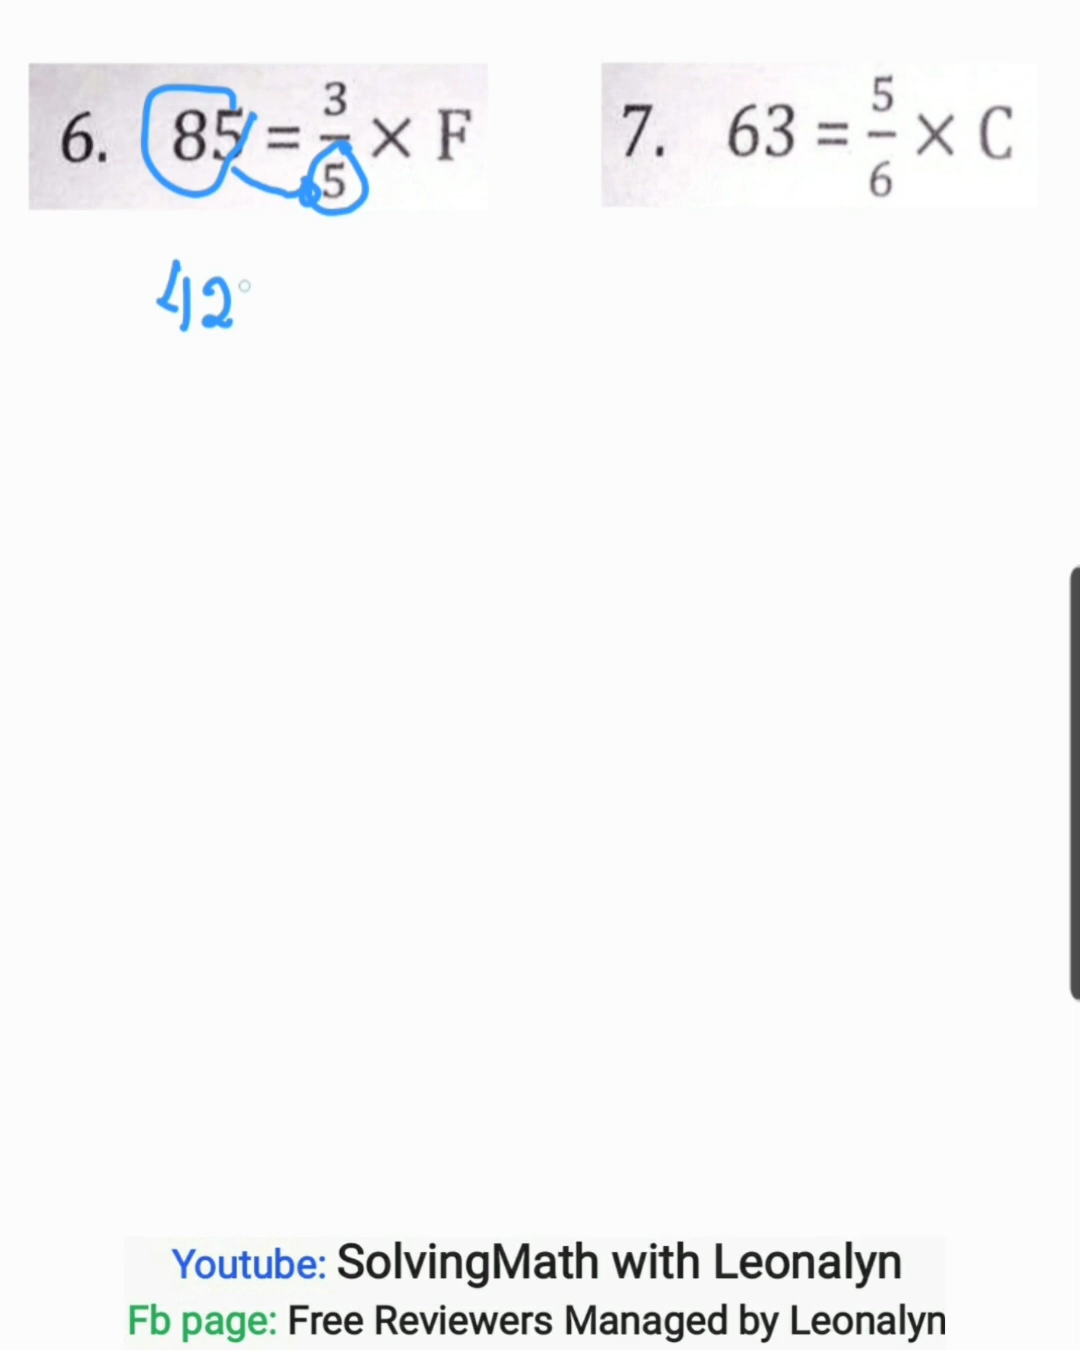 6. 85 = 3/5 × F
7. 63 = 5/6 × C
42
Youtube: SolvingMath with Leonalyn
Fb page: Free Reviewers Managed by Leonalyn